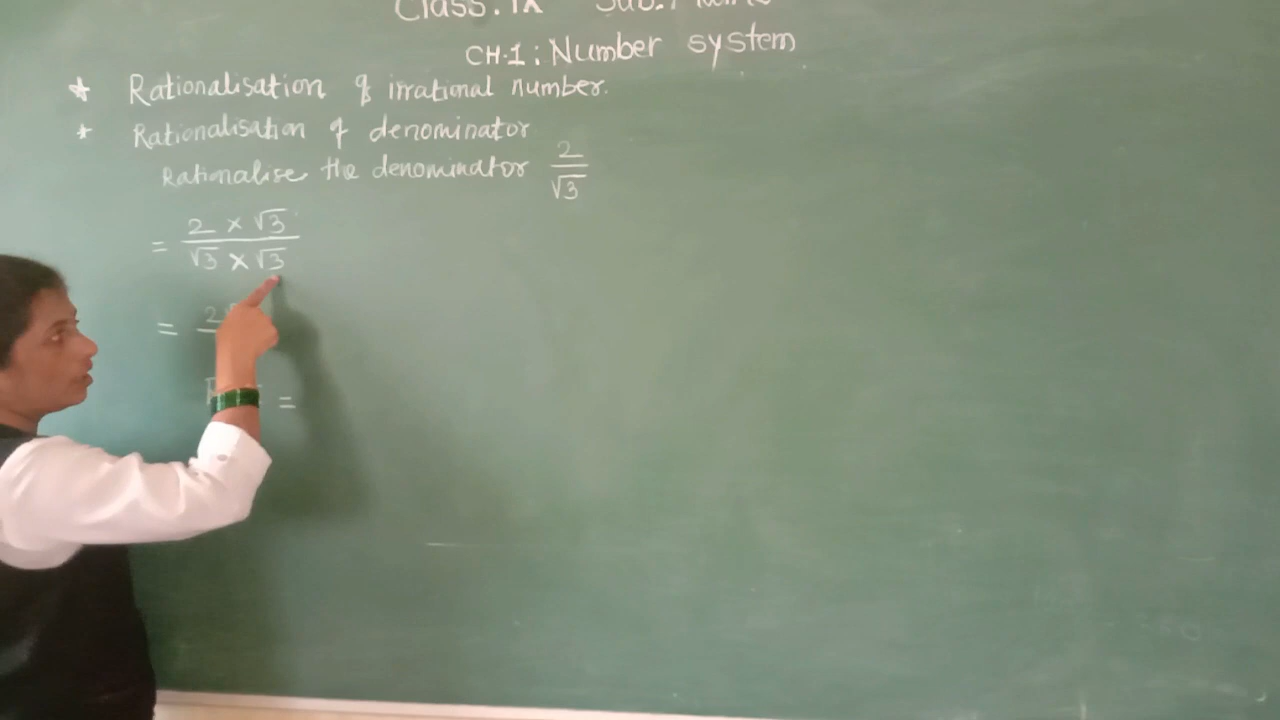 Class: IX Sub.: Maths
CH.1: Number system
* Rationalisation of irrational number.
* Rationalisation of denominator
Rationalise the denominator 2/√3
= 2 × √3 / √3 × √3
= 2
=